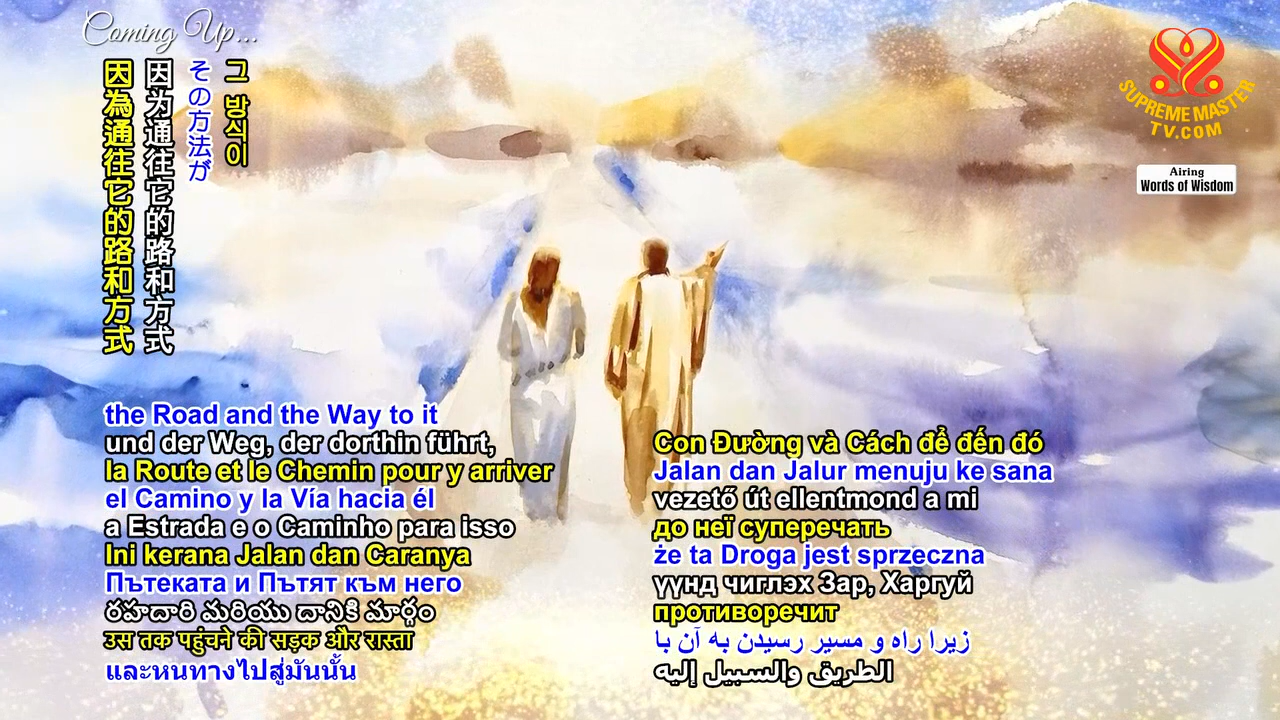 Coming Up...
因為通往它的路和方式
因为通往它的路和方式
その方法が
그 방식이
SUPREME MASTER
TV.COM
Airing
Words of Wisdom
the Road and the Way to it
und der Weg, der dorthin führt,
la Route et le Chemin pour y arriver
el Camino y la Vía hacia él
a Estrada e o Caminho para isso
Ini kerana Jalan dan Caranya
Пътеката и Пътят към него
రహదారి మరియు దానికి మార్గం
उस तक पहुंचने की सड़क और रास्ता
และหนทางไปสู่มันนั้น
Con Đường và Cách để đến đó
Jalan dan Jalur menuju ke sana
vezető út ellentmond a mi
до неї суперечать
że ta Droga jest sprzeczna
үүнд чиглэх Зар, Харгуй
противоречит
زیرا راه و مسیر رسیدن به آن با
الطريق والسبيل إليه